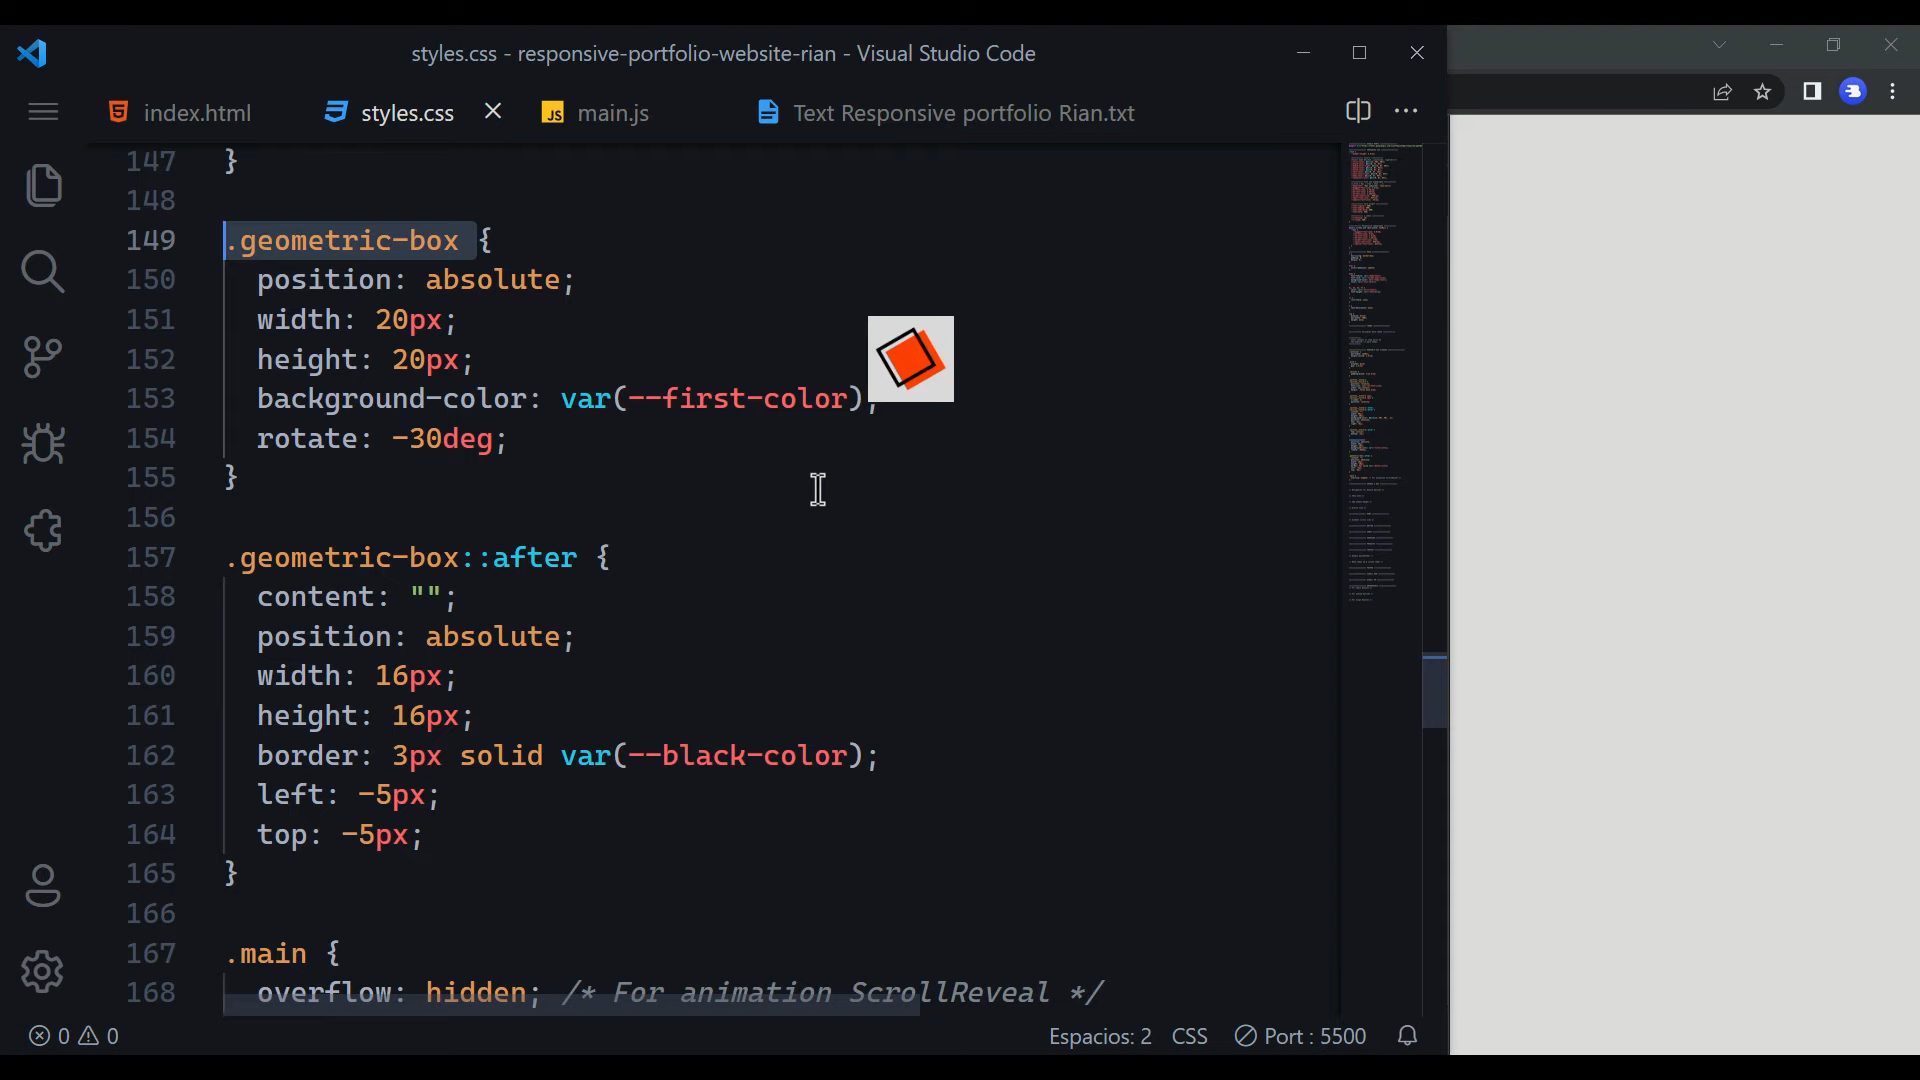 styles.css - responsive-portfolio-website-rian - Visual Studio Code
index.html
styles.css
JS main.js
Text Responsive portfolio Rian.txt
147 }
148
149 .geometric-box {
150 position: absolute;
151 width: 20px;
152 height: 20px;
153 background-color: var(--first-color);
154 rotate: -30deg;
155 }
156
157 .geometric-box::after {
158 content: "";
159 position: absolute;
160 width: 16px;
161 height: 16px;
162 border: 3px solid var(--black-color);
163 left: -5px;
164 top: -5px;
165 }
166
167 .main {
168 overflow: hidden; /* For animation ScrollReveal */
0 0
Espacios: 2 CSS Port : 5500